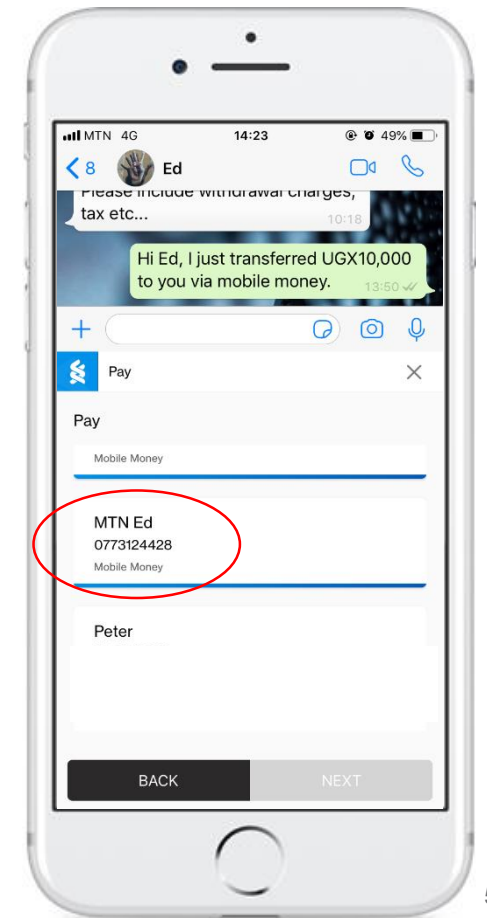 MTN 4G 14:23 49%
8 Ed
Please include withdrawal charges,
tax etc...
10:18
Hi Ed, I just transferred UGX10,000
to you via mobile money. 13:50
Pay
Pay
Mobile Money
MTN Ed
0773124428
Mobile Money
Peter
BACK NEXT
5